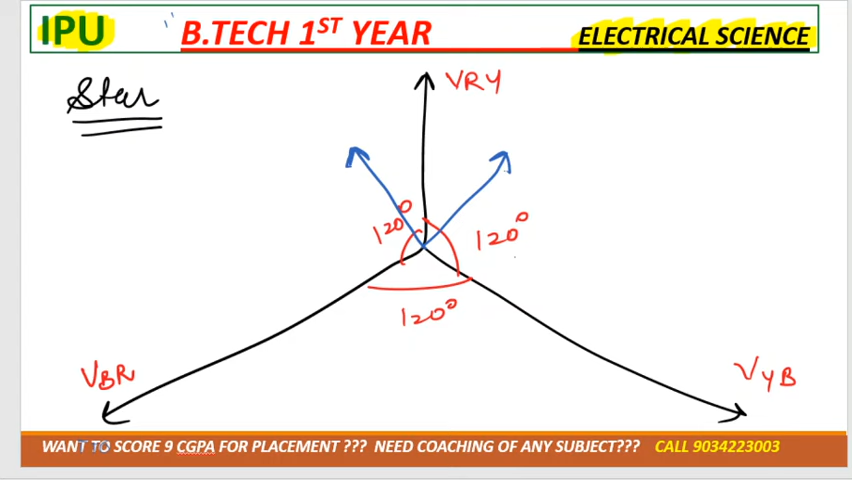 IPU
B.TECH 1ST YEAR
ELECTRICAL SCIENCE
Star
VRY
120°
120°
120°
VBR
VYB
WANT TO SCORE 9 CGPA FOR PLACEMENT ??? NEED COACHING OF ANY SUBJECT??? CALL 9034223003